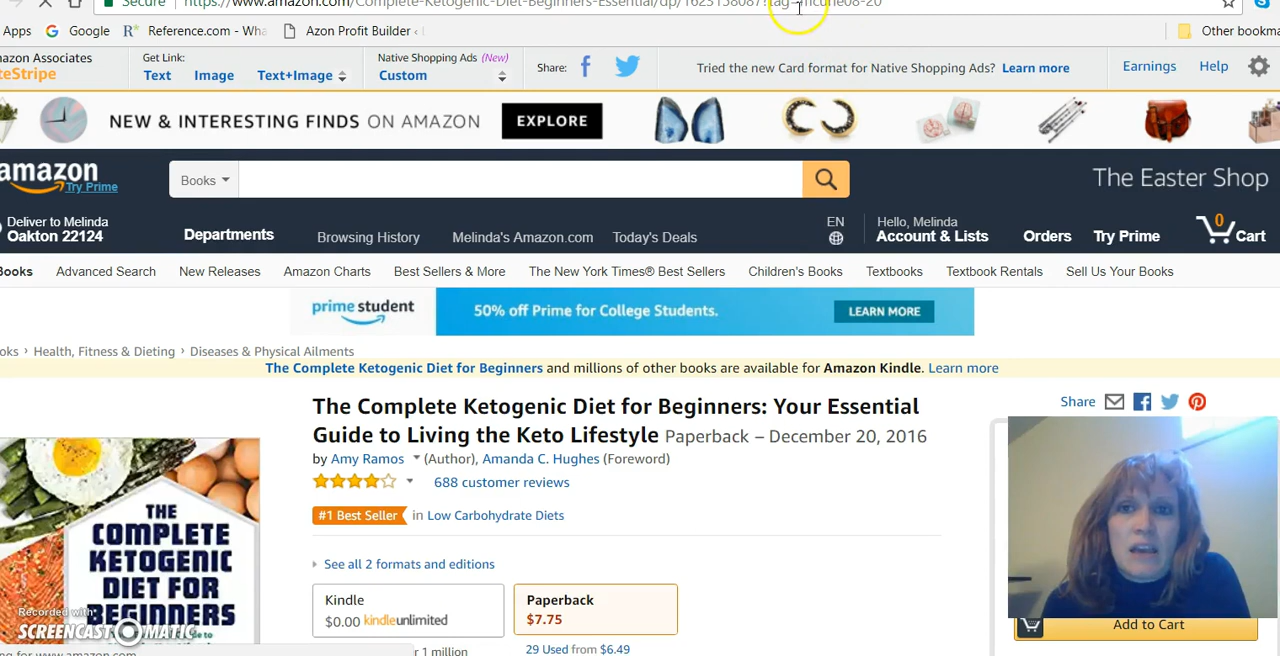 Secure https://www.amazon.com/Complete-Ketogenic-Diet-Beginners-Essential/dp/1623158087?tag=mcune08-20
Apps Google Reference.com - Wha Azon Profit Builder ‹ Other bookma
mazon Associates
teStripe
Get Link:
Text Image Text+Image
Native Shopping Ads (New)
Custom
Share:
Tried the new Card format for Native Shopping Ads? Learn more
Earnings Help
NEW & INTERESTING FINDS ON AMAZON EXPLORE
amazon
Try Prime
Books
The Easter Shop
Deliver to Melinda
Oakton 22124
Departments Browsing History Melinda's Amazon.com Today's Deals
EN
Hello, Melinda
Account & Lists Orders Try Prime 0 Cart
Books Advanced Search New Releases Amazon Charts Best Sellers & More The New York Times® Best Sellers Children's Books Textbooks Textbook Rentals Sell Us Your Books
prime student 50% off Prime for College Students. LEARN MORE
oks › Health, Fitness & Dieting › Diseases & Physical Ailments
The Complete Ketogenic Diet for Beginners and millions of other books are available for Amazon Kindle. Learn more
The Complete Ketogenic Diet for Beginners: Your Essential
Guide to Living the Keto Lifestyle Paperback – December 20, 2016
by Amy Ramos (Author), Amanda C. Hughes (Foreword)
688 customer reviews
#1 Best Seller in Low Carbohydrate Diets
See all 2 formats and editions
Kindle
$0.00 kindleunlimited
Paperback
$7.75
29 Used from $6.49
r 1 million
Share
Add to Cart
THE
COMPLETE
KETOGENIC
DIET FOR
BEGINNERS
Recorded with
SCREENCAST-O-MATIC
ng for www.amazon.com